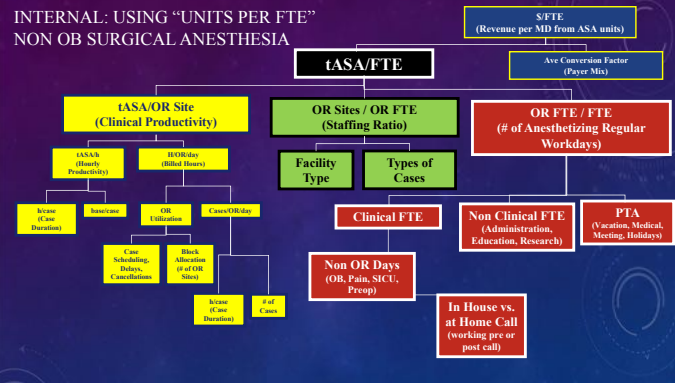 INTERNAL: USING “UNITS PER FTE”
NON OB SURGICAL ANESTHESIA
$/FTE
(Revenue per MD from ASA units)
Ave Conversion Factor
(Payer Mix)
tASA/FTE
tASA/OR Site
(Clinical Productivity)
OR Sites / OR FTE
(Staffing Ratio)
OR FTE / FTE
(# of Anesthetizing Regular
Workdays)
tASA/h
(Hourly
Productivity)
H/OR/day
(Billed Hours)
Facility
Type
Types of
Cases
h/case
(Case
Duration)
base/case
OR
Utilization
Cases/OR/day
Clinical FTE
Non Clinical FTE
(Administration,
Education, Research)
PTA
(Vacation, Medical,
Meeting, Holidays)
Case
Scheduling,
Delays,
Cancellations
Block
Allocation
(# of OR
Sites)
Non OR Days
(OB, Pain, SICU,
Preop)
h/case
(Case
Duration)
# of
Cases
In House vs.
at Home Call
(working pre or
post call)